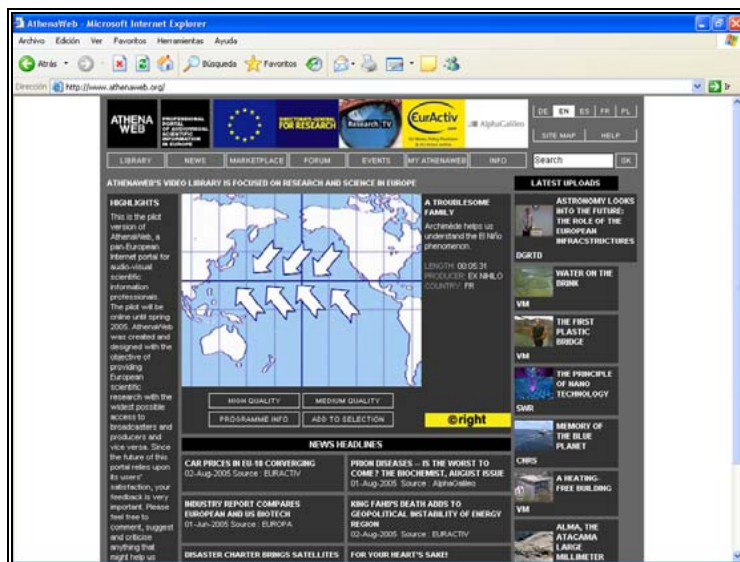 AthenaWeb - Microsoft Internet Explorer
Archivo Edición Ver Favoritos Herramientas Ayuda
Atrás Búsqueda Favoritos
Dirección http://www.athenaweb.org/ Ir
ATHENA WEB
PROFESSIONAL PORTAL OF AUDIOVISUAL SCIENTIFIC INFORMATION IN EUROPE
DIRECTORATE-GENERAL FOR RESEARCH
Research TV
EurActiv
AlphaGalileo
DE EN ES FR PL
SITE MAP HELP
LIBRARY NEWS MARKETPLACE FORUM EVENTS MY ATHENAWEB INFO
Search OK
ATHENAWEB'S VIDEO LIBRARY IS FOCUSED ON RESEARCH AND SCIENCE IN EUROPE
HIGHLIGHTS
This is the pilot
version of
AthenaWeb, a
pan-European
Internet portal for
audio-visual
scientific
information
professionals.
The pilot will be
online until spring
2005. AthenaWeb
was created and
designed with the
objective of
providing
European
scientific
research with the
widest possible
access to
broadcasters and
producers and
vice versa. Since
the future of this
portal relies upon
its users'
satisfaction, your
feedback is very
important. Please
feel free to
comment, suggest
and criticise
anything that
might help us
A TROUBLESOME
FAMILY
Archimède helps us
understand the El Niño
phenomenon.
LENGTH: 00:05:31
PRODUCER: EX NIHILO
COUNTRY: FR
HIGH QUALITY MEDIUM QUALITY
PROGRAMME INFO ADD TO SELECTION
©right
NEWS HEADLINES
CAR PRICES IN EU-18 CONVERGING
02-Aug-2005 Source : EURACTIV
PRION DISEASES -- IS THE WORST TO
COME? THE BIOCHEMIST, AUGUST ISSUE
01-Aug-2005 Source : AlphaGalileo
INDUSTRY REPORT COMPARES
EUROPEAN AND US BIOTECH
01-Jun-2005 Source : EUROPA
KING FAHD'S DEATH ADDS TO
GEOPOLITICAL INSTABILITY OF ENERGY
REGION
02-Aug-2005 Source : EURACTIV
DISASTER CHARTER BRINGS SATELLITES
FOR YOUR HEART'S SAKE!
LATEST UPLOADS
ASTRONOMY LOOKS
INTO THE FUTURE:
THE ROLE OF THE
EUROPEAN
INFRACSTRUCTURES
DGRTD
WATER ON THE
BRINK
VM
THE FIRST
PLASTIC
BRIDGE
VM
THE PRINCIPLE
OF NANO
TECHNOLOGY
SWR
MEMORY OF
THE BLUE
PLANET
CNRS
A HEATING-
FREE BUILDING
VM
ALMA, THE
ATACAMA
LARGE
MILLIMETER